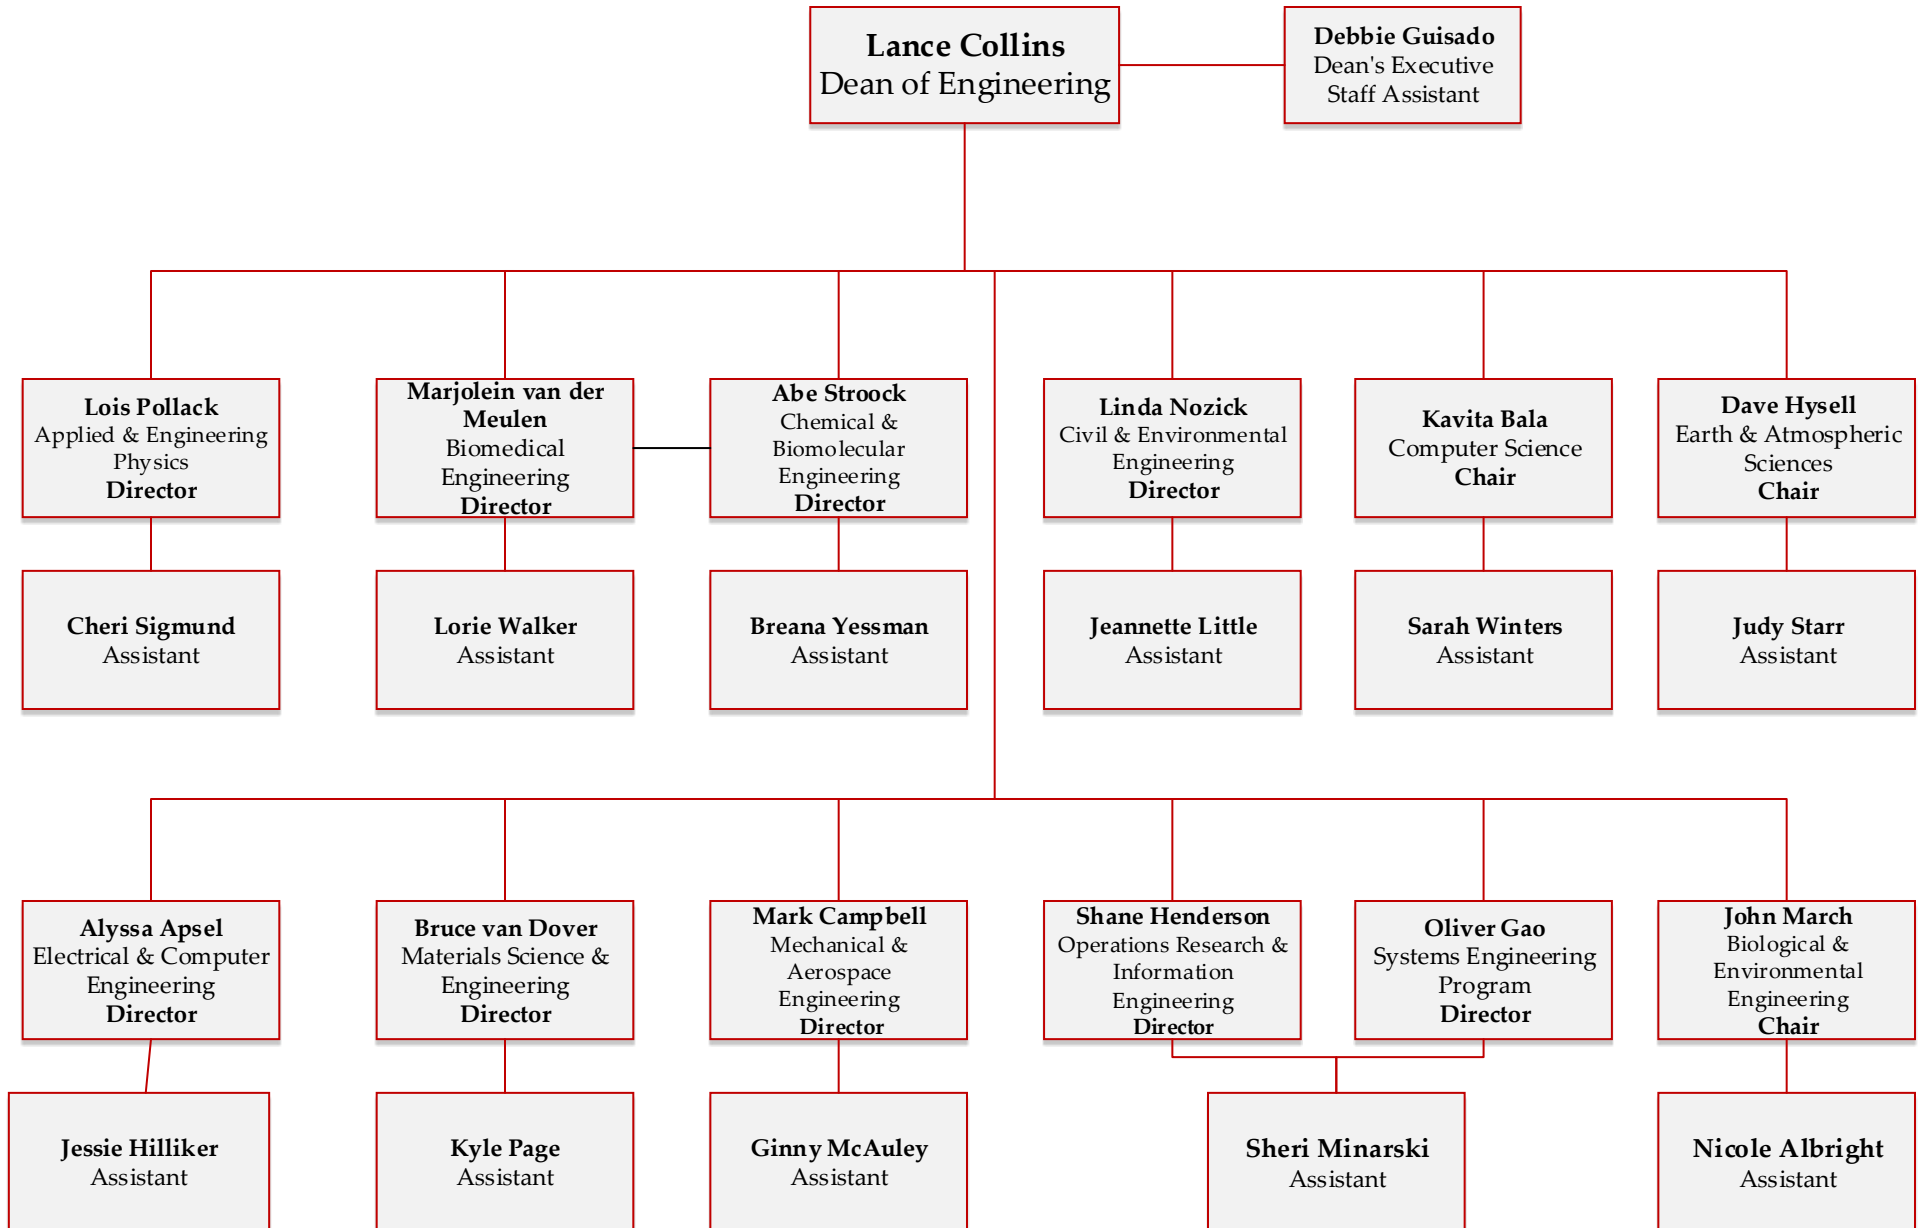 Lance Collins
Dean of Engineering
Debbie Guisado
Dean's Executive
Staff Assistant
Lois Pollack
Applied & Engineering
Physics
Director
Marjolein van der
Meulen
Biomedical
Engineering
Director
Abe Stroock
Chemical &
Biomolecular
Engineering
Director
Linda Nozick
Civil & Environmental
Engineering
Director
Kavita Bala
Computer Science
Chair
Dave Hysell
Earth & Atmospheric
Sciences
Chair
Cheri Sigmund
Assistant
Lorie Walker
Assistant
Breana Yessman
Assistant
Jeannette Little
Assistant
Sarah Winters
Assistant
Judy Starr
Assistant
Alyssa Apsel
Electrical & Computer
Engineering
Director
Bruce van Dover
Materials Science &
Engineering
Director
Mark Campbell
Mechanical &
Aerospace
Engineering
Director
Shane Henderson
Operations Research &
Information
Engineering
Director
Oliver Gao
Systems Engineering
Program
Director
John March
Biological &
Environmental
Engineering
Chair
Jessie Hilliker
Assistant
Kyle Page
Assistant
Ginny McAuley
Assistant
Sheri Minarski
Assistant
Nicole Albright
Assistant